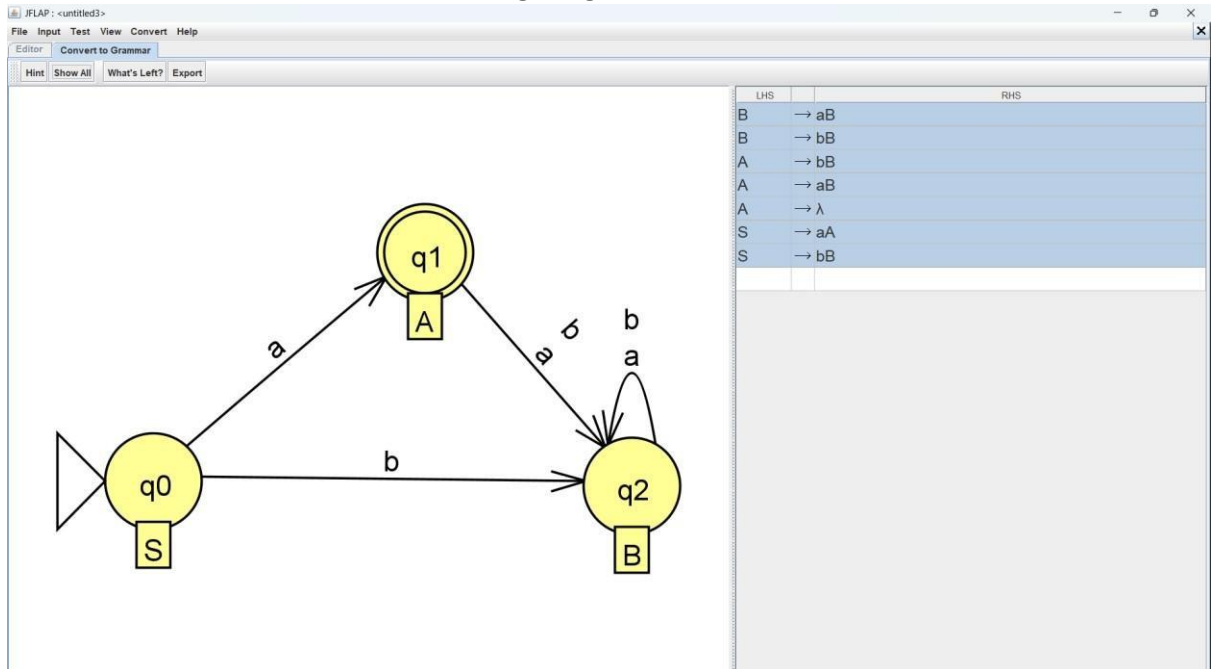 JFLAP : <untitled3>
File Input Test View Convert Help
Editor Convert to Grammar
Hint Show All What's Left? Export
LHS RHS
B → aB
B → bB
A → bB
A → aB
A → λ
S → aA
S → bB
q1
A
a
b
a
b
a
b
q0
S
q2
B